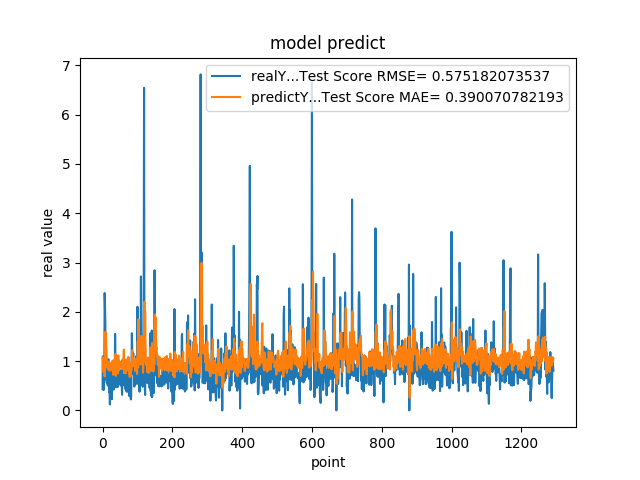 model predict
realY...Test Score RMSE= 0.575182073537
predictY...Test Score MAE= 0.390070782193
7
6
5
4
3
2
1
0
real value
0 200 400 600 800 1000 1200
point